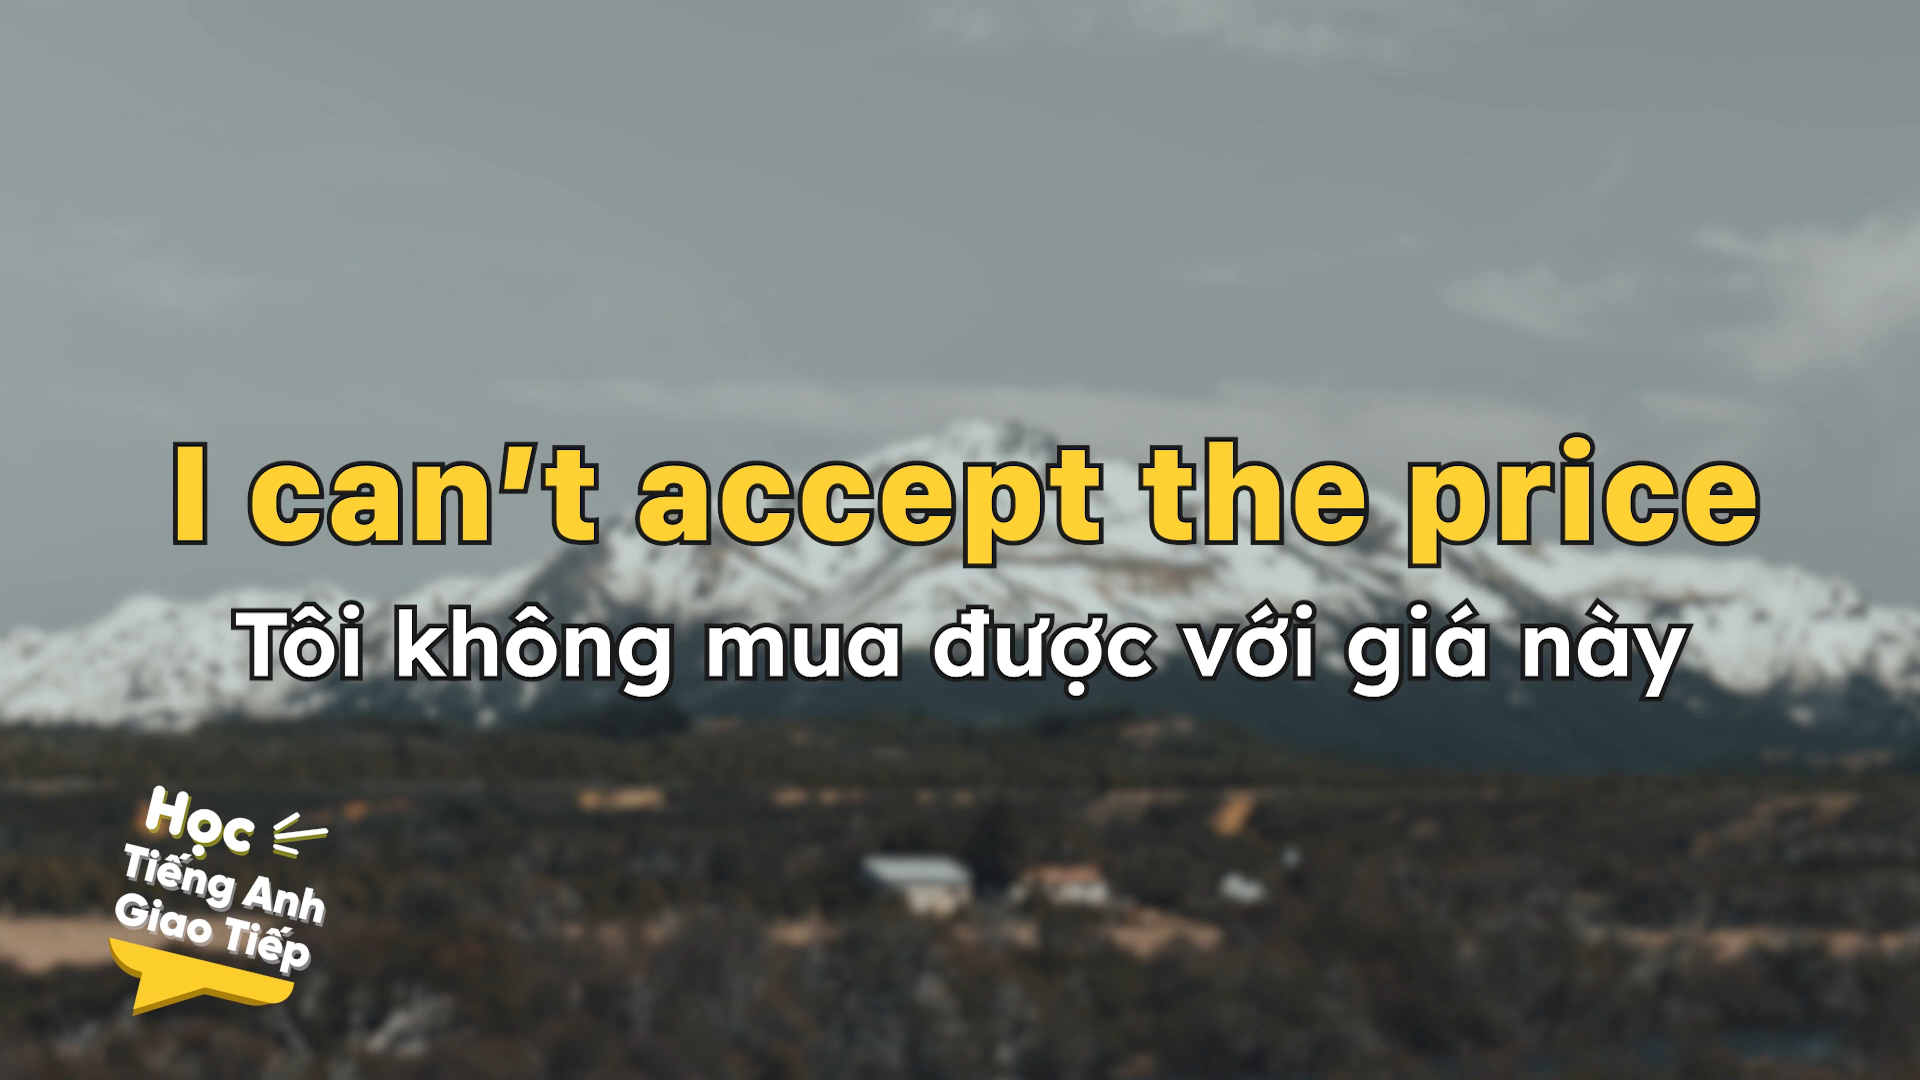 I can’t accept the price
Tôi không mua được với giá này
Học
Tiếng Anh
Giao Tiếp